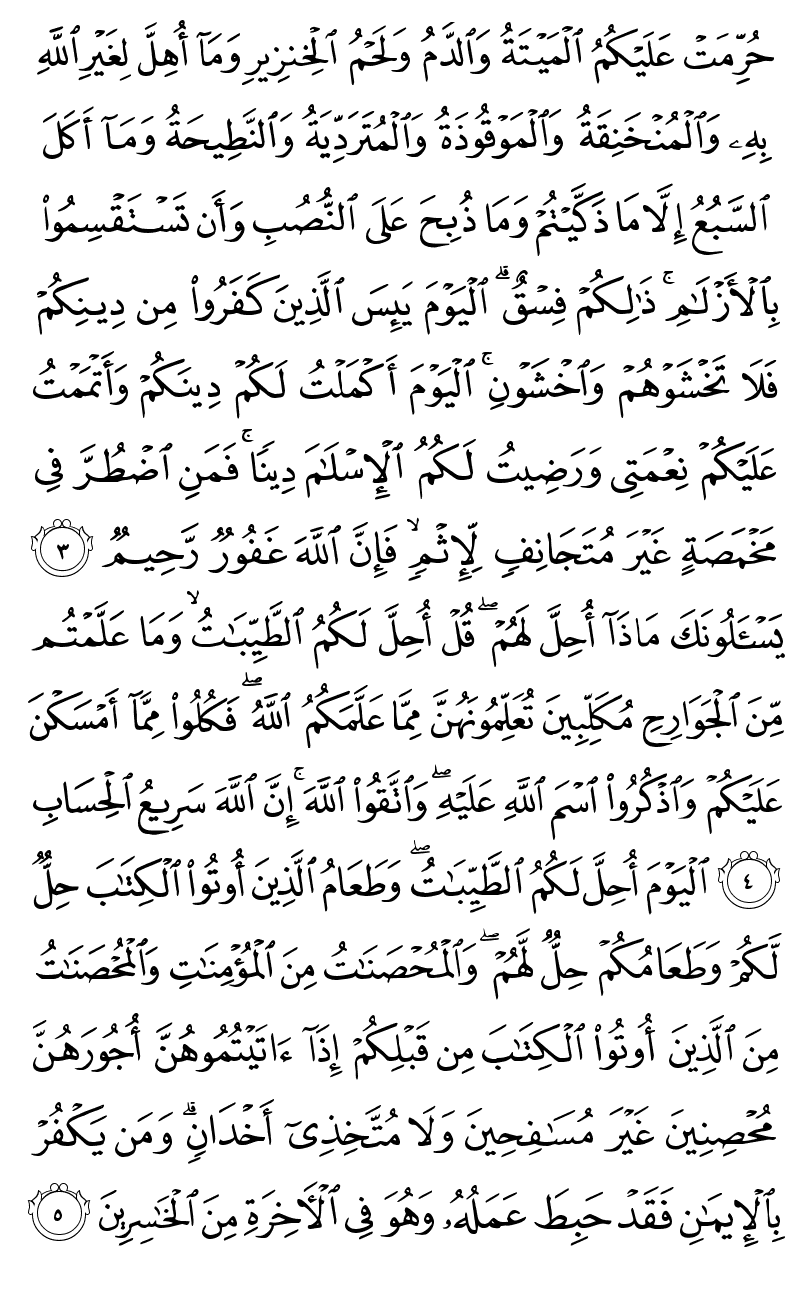 حُرِّمَتۡ عَلَيۡكُمُ ٱلۡمَيۡتَةُ وَٱلدَّمُ وَلَحۡمُ ٱلۡخِنزِيرِ وَمَآ أُهِلَّ لِغَيۡرِ ٱللَّهِ
بِهِۦ وَٱلۡمُنۡخَنِقَةُ وَٱلۡمَوۡقُوذَةُ وَٱلۡمُتَرَدِّيَةُ وَٱلنَّطِيحَةُ وَمَآ أَكَلَ
ٱلسَّبُعُ إِلَّا مَا ذَكَّيۡتُمۡ وَمَا ذُبِحَ عَلَى ٱلنُّصُبِ وَأَن تَسۡتَقۡسِمُواْ
بِٱلۡأَزۡلَٰمِۚ ذَٰلِكُمۡ فِسۡقٌۗ ٱلۡيَوۡمَ يَئِسَ ٱلَّذِينَ كَفَرُواْ مِن دِينِكُمۡ
فَلَا تَخۡشَوۡهُمۡ وَٱخۡشَوۡنِۚ ٱلۡيَوۡمَ أَكۡمَلۡتُ لَكُمۡ دِينَكُمۡ وَأَتۡمَمۡتُ
عَلَيۡكُمۡ نِعۡمَتِي وَرَضِيتُ لَكُمُ ٱلۡإِسۡلَٰمَ دِينٗاۚ فَمَنِ ٱضۡطُرَّ فِي
مَخۡمَصَةٍ غَيۡرَ مُتَجَانِفٖ لِّإِثۡمٖۙ فَإِنَّ ٱللَّهَ غَفُورٞ رَّحِيمٞ ٣
يَسۡـَٔلُونَكَ مَاذَآ أُحِلَّ لَهُمۡۖ قُلۡ أُحِلَّ لَكُمُ ٱلطَّيِّبَٰتُۙ وَمَا عَلَّمۡتُم
مِّنَ ٱلۡجَوَارِحِ مُكَلِّبِينَ تُعَلِّمُونَهُنَّ مِمَّا عَلَّمَكُمُ ٱللَّهُۖ فَكُلُواْ مِمَّآ أَمۡسَكۡنَ
عَلَيۡكُمۡ وَٱذۡكُرُواْ ٱسۡمَ ٱللَّهِ عَلَيۡهِۖ وَٱتَّقُواْ ٱللَّهَۚ إِنَّ ٱللَّهَ سَرِيعُ ٱلۡحِسَابِ
٤ ٱلۡيَوۡمَ أُحِلَّ لَكُمُ ٱلطَّيِّبَٰتُۖ وَطَعَامُ ٱلَّذِينَ أُوتُواْ ٱلۡكِتَٰبَ حِلّٞ
لَّكُمۡ وَطَعَامُكُمۡ حِلّٞ لَّهُمۡۖ وَٱلۡمُحۡصَنَٰتُ مِنَ ٱلۡمُؤۡمِنَٰتِ وَٱلۡمُحۡصَنَٰتُ
مِنَ ٱلَّذِينَ أُوتُواْ ٱلۡكِتَٰبَ مِن قَبۡلِكُمۡ إِذَآ ءَاتَيۡتُمُوهُنَّ أُجُورَهُنَّ
مُحۡصِنِينَ غَيۡرَ مُسَٰفِحِينَ وَلَا مُتَّخِذِيٓ أَخۡدَانٖۗ وَمَن يَكۡفُرۡ
بِٱلۡإِيمَٰنِ فَقَدۡ حَبِطَ عَمَلُهُۥ وَهُوَ فِي ٱلۡأٓخِرَةِ مِنَ ٱلۡخَٰسِرِينَ ٥